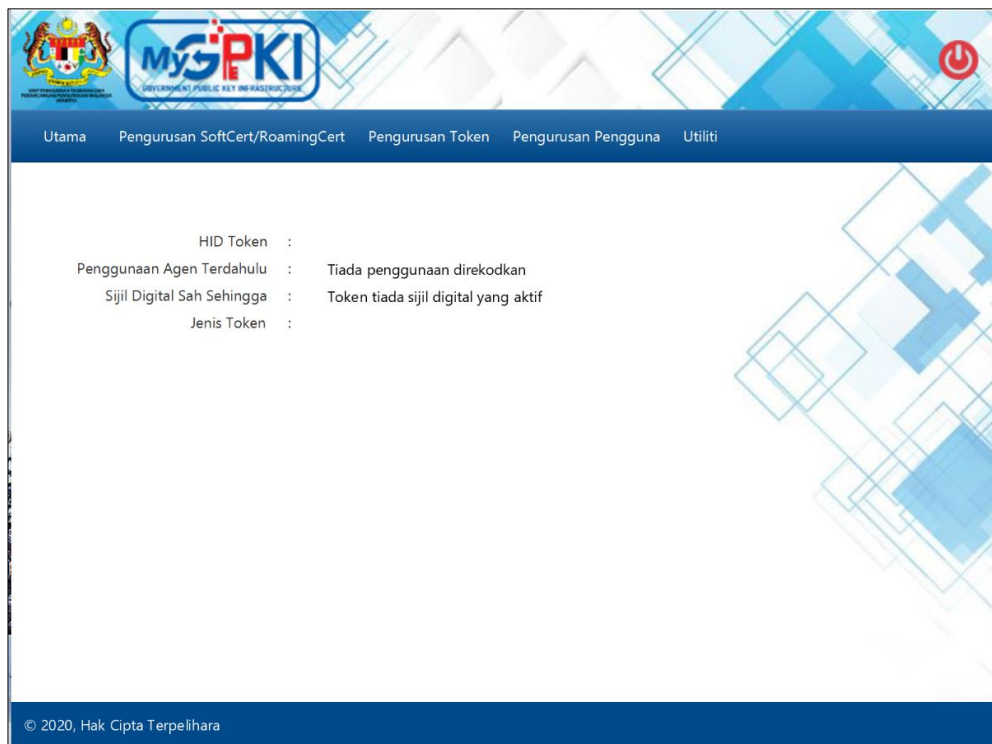 MyGPKI
GOVERNMENT PUBLIC KEY INFRASTRUCTURE
Utama Pengurusan SoftCert/RoamingCert Pengurusan Token Pengurusan Pengguna Utiliti
HID Token :
Penggunaan Agen Terdahulu : Tiada penggunaan direkodkan
Sijil Digital Sah Sehingga : Token tiada sijil digital yang aktif
Jenis Token :
© 2020, Hak Cipta Terpelihara